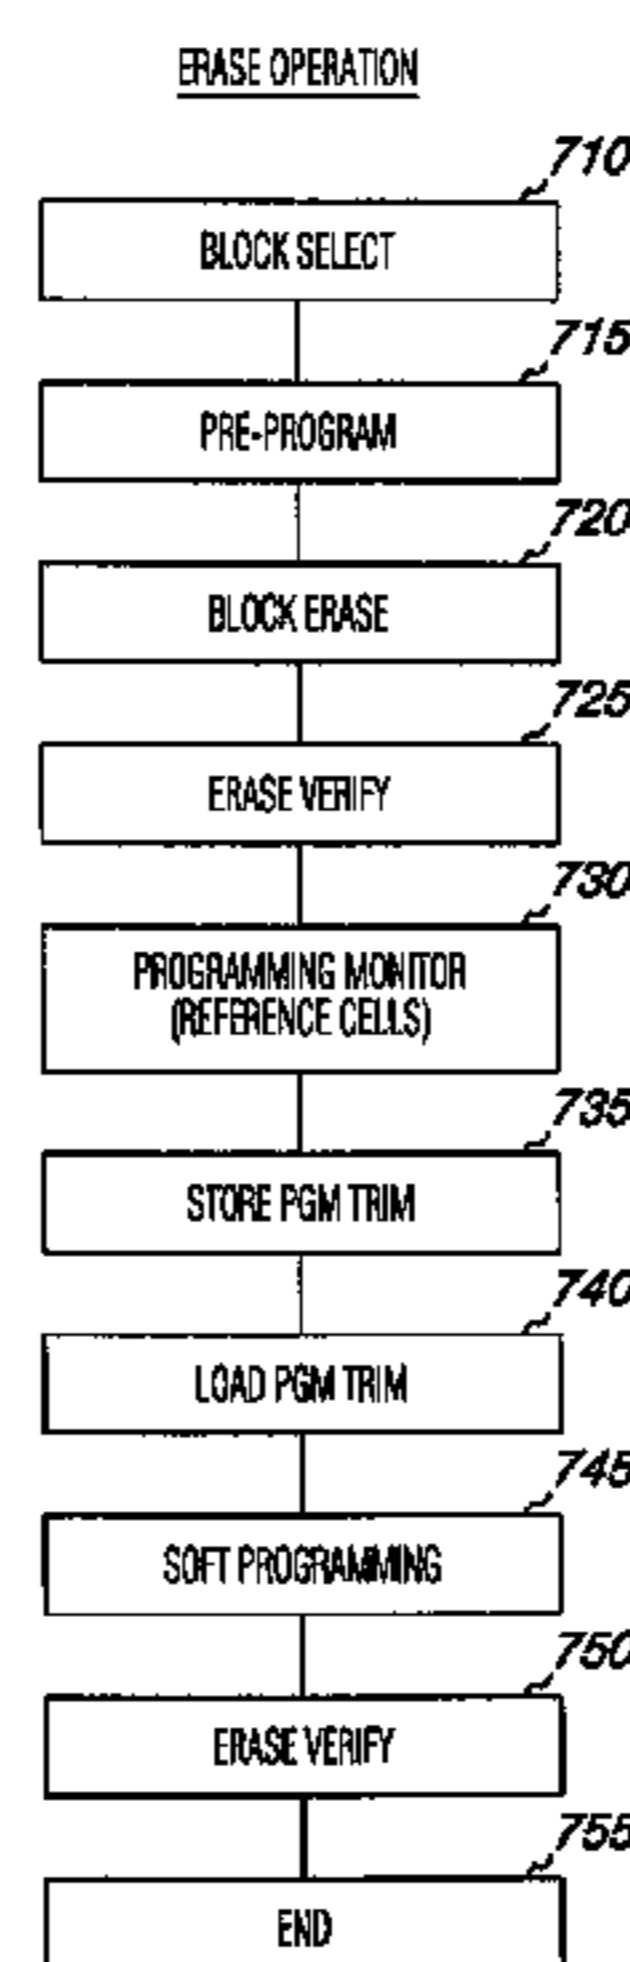 ERASE OPERATION
710
BLOCK SELECT
715
PRE-PROGRAM
720
BLOCK ERASE
725
ERASE VERIFY
730
PROGRAMMING MONITOR
(REFERENCE CELLS)
735
STORE PGM TRIM
740
LOAD PGM TRIM
745
SOFT PROGRAMMING
750
ERASE VERIFY
755
END